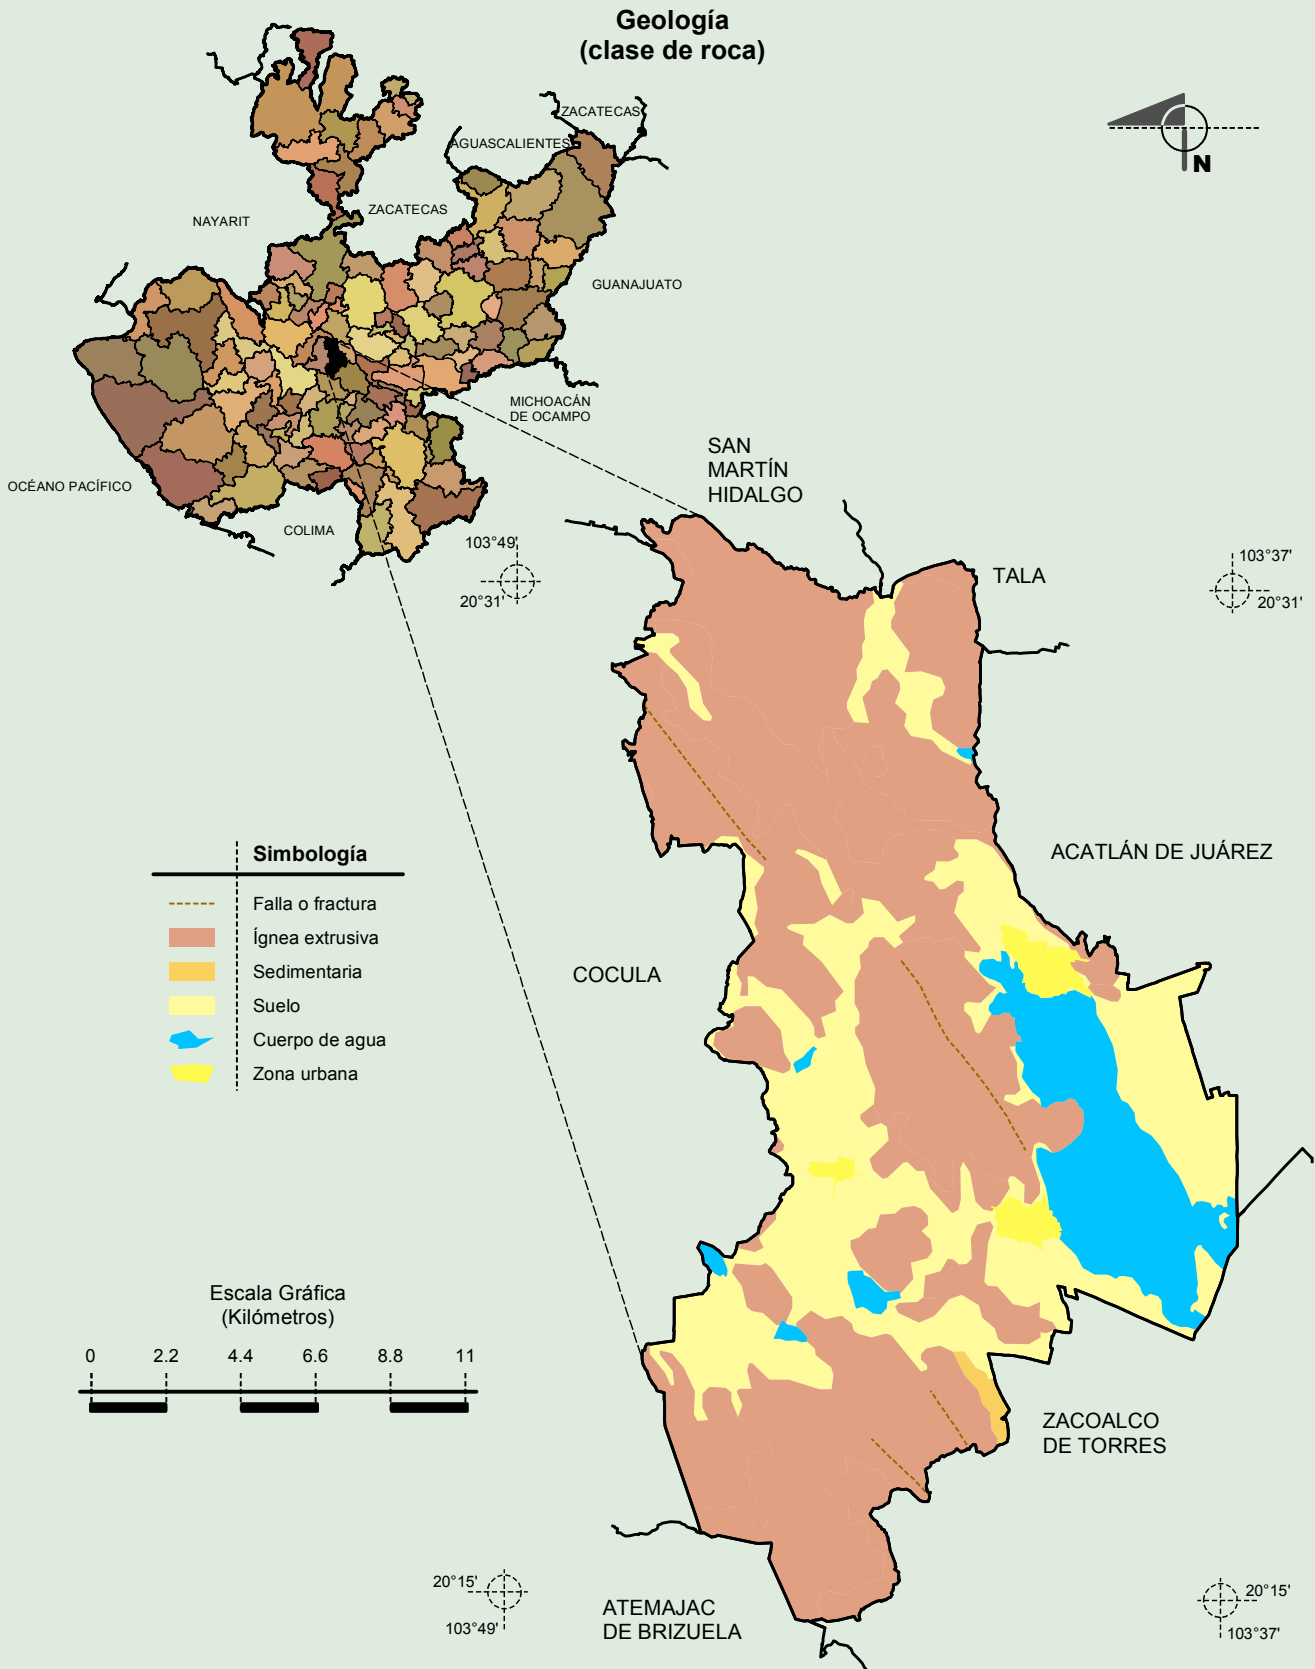 Geología
(clase de roca)
ZACATECAS
AGUASCALIENTES
ZACATECAS
NAYARIT
GUANAJUATO
MICHOACÁN
DE OCAMPO
OCÉANO PACÍFICO
COLIMA
N
SAN
MARTÍN
HIDALGO
103°49'
20°31'
TALA
103°37'
20°31'
ACATLÁN DE JUÁREZ
COCULA
Simbología
Falla o fractura
Ígnea extrusiva
Sedimentaria
Suelo
Cuerpo de agua
Zona urbana
Escala Gráfica
(Kilómetros)
0 2.2 4.4 6.6 8.8 11
ZACOALCO
DE TORRES
20°15'
103°49'
ATEMAJAC
DE BRIZUELA
20°15'
103°37'